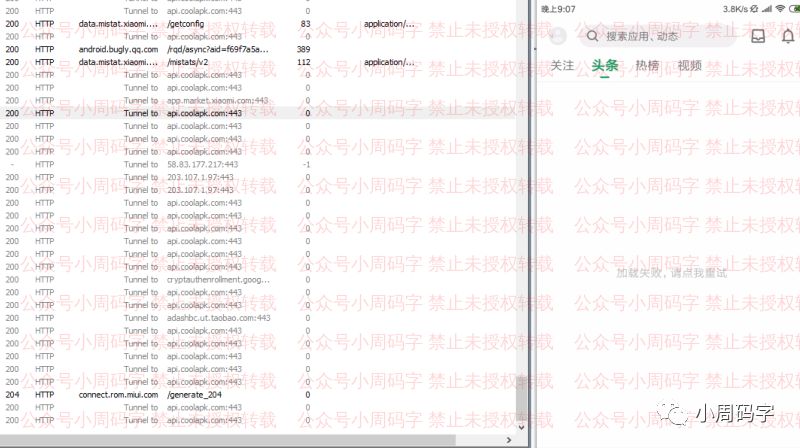 200 HTTP Tunnel to api.coolapk.com:443 0
200 HTTP data.mistat.xiaomi.... /getconfig 83 application/...
200 HTTP Tunnel to api.coolapk.com:443 0
200 HTTP android.bugly.qq.com /rqd/async?aid=f69f7a5a... 389
200 HTTP data.mistat.xiaomi.... /mistats/v2 112 application/...
200 HTTP Tunnel to api.coolapk.com:443 0
200 HTTP Tunnel to api.coolapk.com:443 0
200 HTTP Tunnel to app.market.xiaomi.com:443 0
200 HTTP Tunnel to api.coolapk.com:443 0
200 HTTP Tunnel to api.coolapk.com:443 0
200 HTTP Tunnel to api.coolapk.com:443 0
200 HTTP Tunnel to api.coolapk.com:443 0
- HTTP Tunnel to 58.83.177.217:443 -1
200 HTTP Tunnel to 203.107.1.97:443 0
200 HTTP Tunnel to 203.107.1.97:443 0
200 HTTP Tunnel to api.coolapk.com:443 0
200 HTTP Tunnel to api.coolapk.com:443 0
200 HTTP Tunnel to api.coolapk.com:443 0
200 HTTP Tunnel to api.coolapk.com:443 0
200 HTTP Tunnel to api.coolapk.com:443 0
200 HTTP Tunnel to api.coolapk.com:443 0
200 HTTP Tunnel to cryptauthenrollment.goog... 0
200 HTTP Tunnel to api.coolapk.com:443 0
200 HTTP Tunnel to api.coolapk.com:443 0
200 HTTP Tunnel to adashbc.ut.taobao.com:443 0
200 HTTP Tunnel to api.coolapk.com:443 0
200 HTTP Tunnel to api.coolapk.com:443 0
200 HTTP Tunnel to api.coolapk.com:443 0
200 HTTP Tunnel to api.coolapk.com:443 0
200 HTTP Tunnel to api.coolapk.com:443 0
204 HTTP connect.rom.miui.com /generate_204 0
200 HTTP Tunnel to api.coolapk.com:443 0
200 HTTP Tunnel to api.coolapk.com:443 0
晚上9:07 3.8K/s
搜索应用、动态
关注 头条 热榜 视频
加载失败，请点我重试
公众号小周码字 禁止未授权转载
小周码字